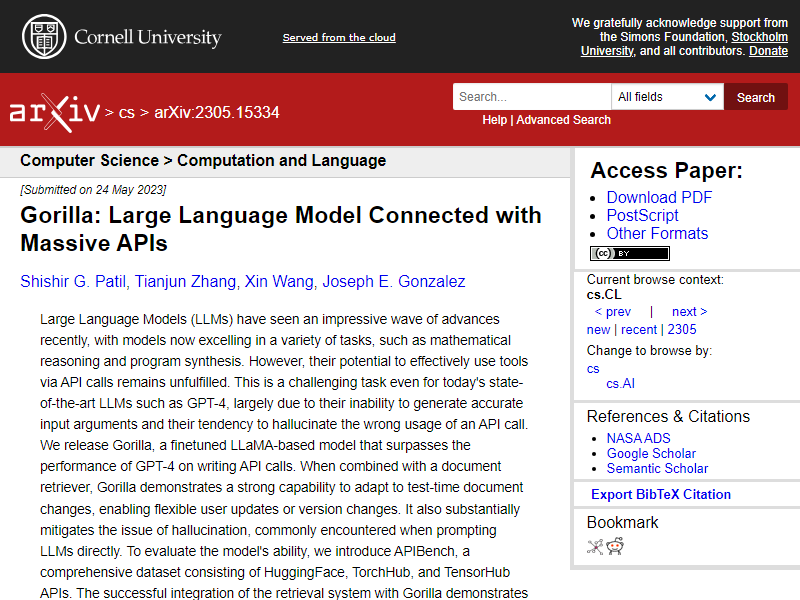 Cornell University
Served from the cloud
We gratefully acknowledge support from
the Simons Foundation, Stockholm
University, and all contributors. Donate
arXiv > cs > arXiv:2305.15334
Search...
All fields
Search
Help | Advanced Search
Computer Science > Computation and Language
[Submitted on 24 May 2023]
Gorilla: Large Language Model Connected with
Massive APIs
Shishir G. Patil, Tianjun Zhang, Xin Wang, Joseph E. Gonzalez
Large Language Models (LLMs) have seen an impressive wave of advances
recently, with models now excelling in a variety of tasks, such as mathematical
reasoning and program synthesis. However, their potential to effectively use tools
via API calls remains unfulfilled. This is a challenging task even for today's state-
of-the-art LLMs such as GPT-4, largely due to their inability to generate accurate
input arguments and their tendency to hallucinate the wrong usage of an API call.
We release Gorilla, a finetuned LLaMA-based model that surpasses the
performance of GPT-4 on writing API calls. When combined with a document
retriever, Gorilla demonstrates a strong capability to adapt to test-time document
changes, enabling flexible user updates or version changes. It also substantially
mitigates the issue of hallucination, commonly encountered when prompting
LLMs directly. To evaluate the model's ability, we introduce APIBench, a
comprehensive dataset consisting of HuggingFace, TorchHub, and TensorHub
APIs. The successful integration of the retrieval system with Gorilla demonstrates
Access Paper:
Download PDF
PostScript
Other Formats
(cc) BY
Current browse context:
cs.CL
< prev | next >
new | recent | 2305
Change to browse by:
cs
cs.AI
References & Citations
NASA ADS
Google Scholar
Semantic Scholar
Export BibTeX Citation
Bookmark